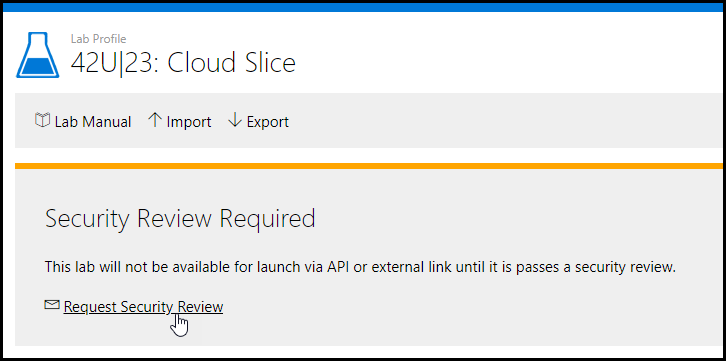 Lab Profile
42U|23: Cloud Slice
Lab Manual Import Export
Security Review Required
This lab will not be available for launch via API or external link until it is passes a security review.
Request Security Review